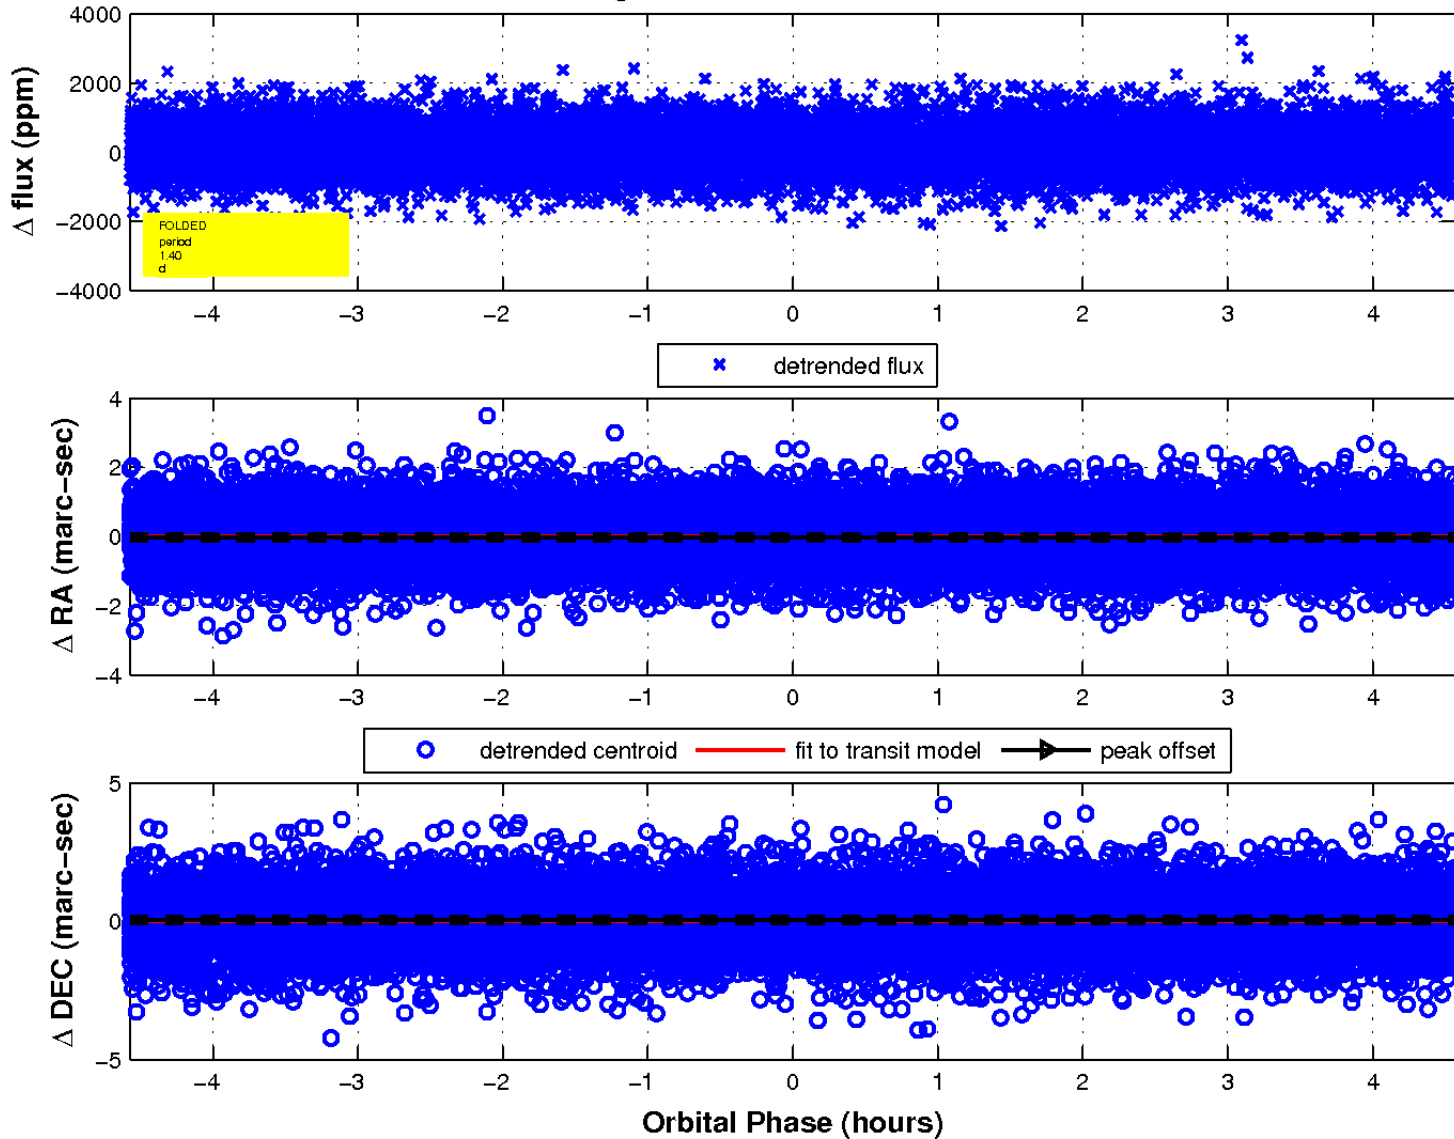 4000
2000
0
−2000
−4000
Δ flux (ppm)
FOLDED
period
1.40
d
−4 −3 −2 −1 0 1 2 3 4
detrended flux
4
2
0
−2
−4
Δ RA (marc−sec)
−4 −3 −2 −1 0 1 2 3 4
detrended centroid fit to transit model peak offset
5
0
−5
Δ DEC (marc−sec)
−4 −3 −2 −1 0 1 2 3 4
Orbital Phase (hours)